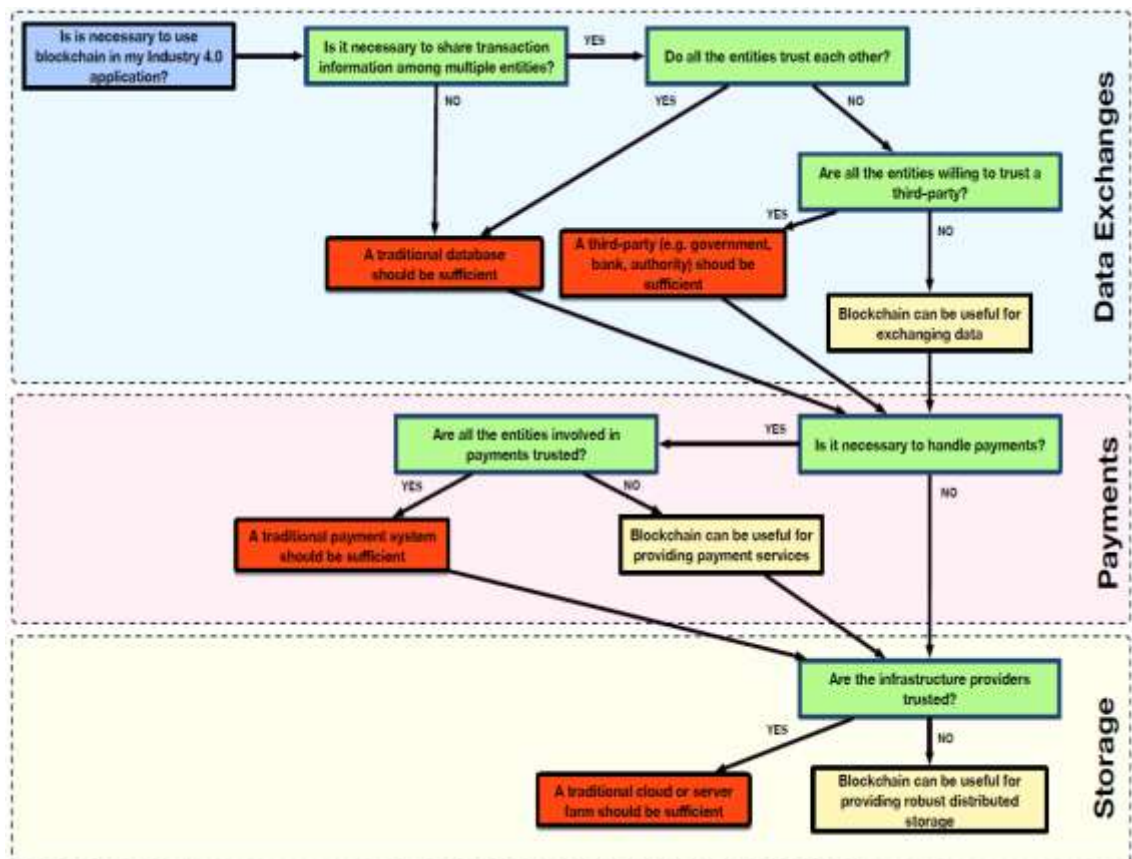 Is is necessary to use
blockchain in my Industry 4.0
application?
Is it necessary to share transaction
information among multiple entities?
YES
Do all the entities trust each other?
NO
YES
NO
Are all the entities willing to trust a
third-party?
YES
NO
A traditional database
should be sufficient
A third-party (e.g. government,
bank, authority) shoud be
sufficient
Blockchain can be useful for
exchanging data
Data Exchanges
Are all the entities involved in
payments trusted?
YES
Is it necessary to handle payments?
YES
NO
NO
A traditional payment system
should be sufficient
Blockchain can be useful for
providing payment services
Payments
Are the infrastructure providers
trusted?
YES
NO
A traditional cloud or server
farm should be sufficient
Blockchain can be useful for
providing robust distributed
storage
Storage